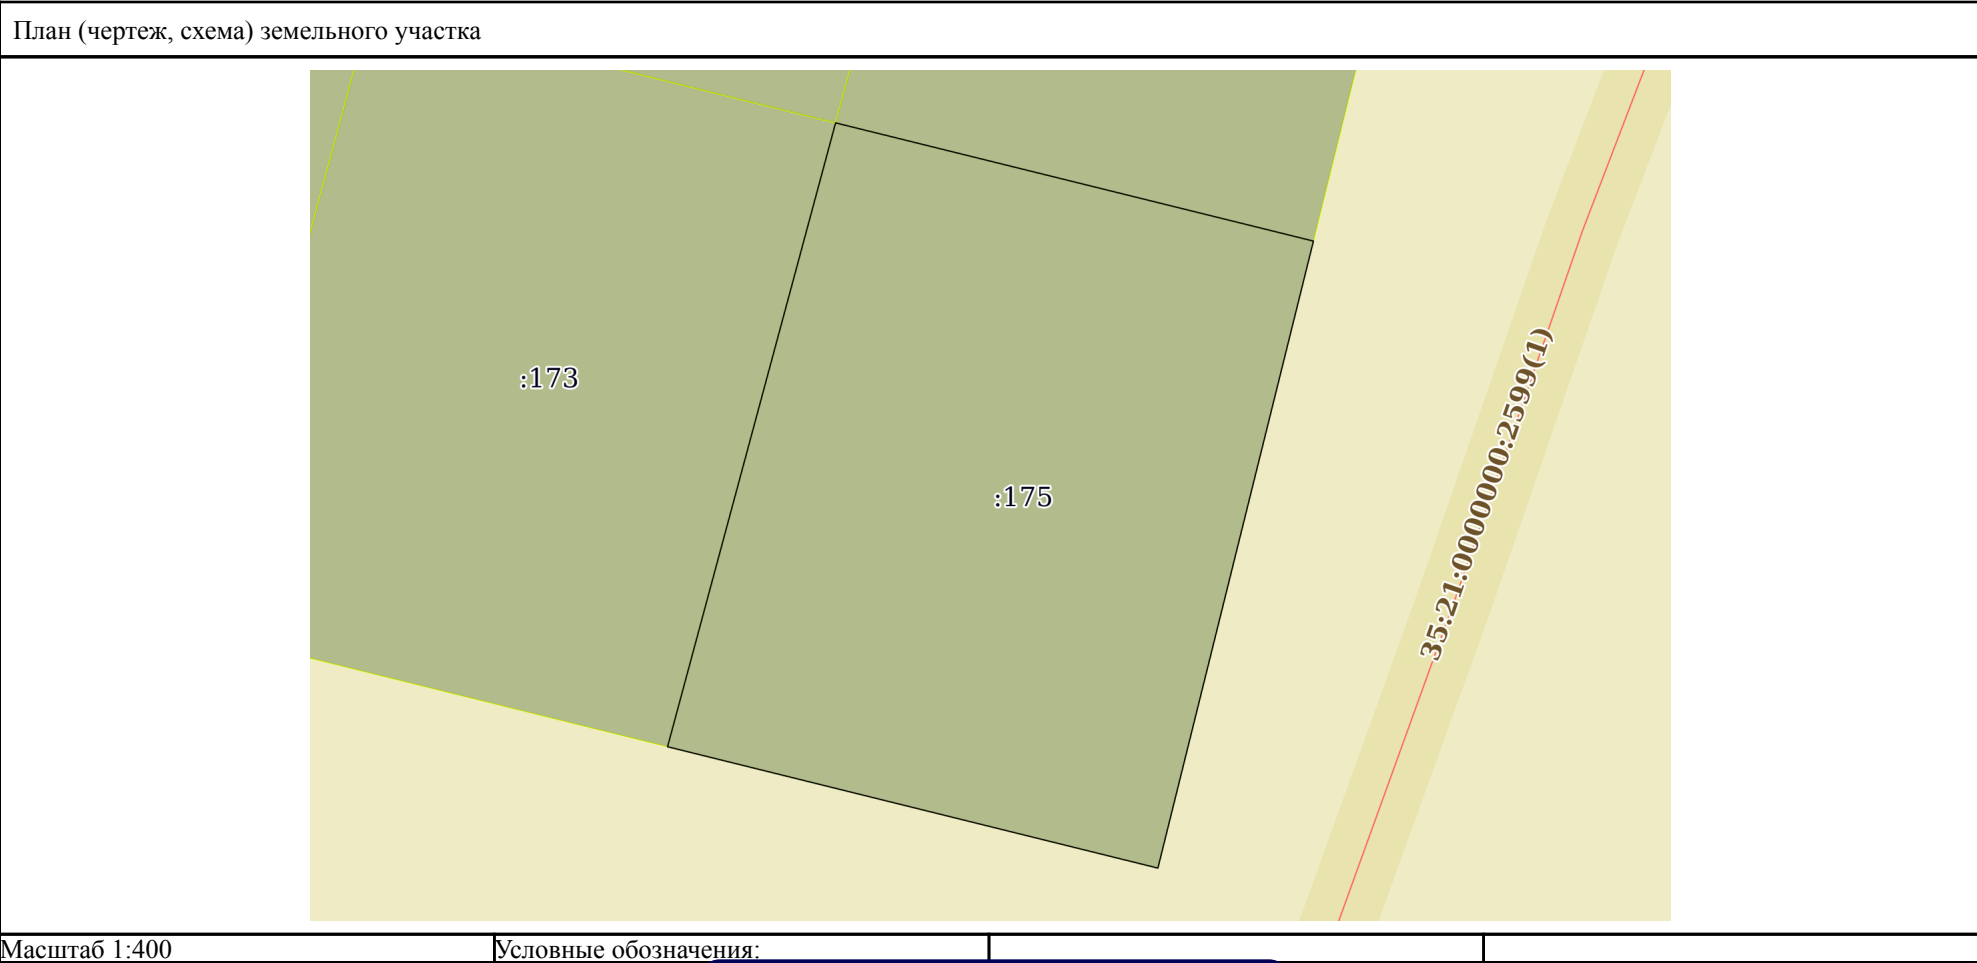 План (чертеж, схема) земельного участка
:173
:175
35:21:0000000:2599(1)
Масштаб 1:400
Условные обозначения: